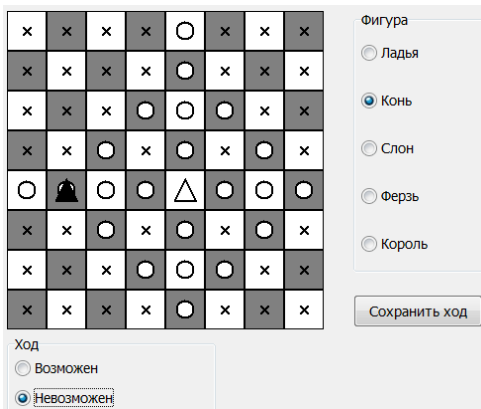 Фигура
Ладья
Конь
Слон
Ферзь
Король
Сохранить ход
Ход
Возможен
Невозможен